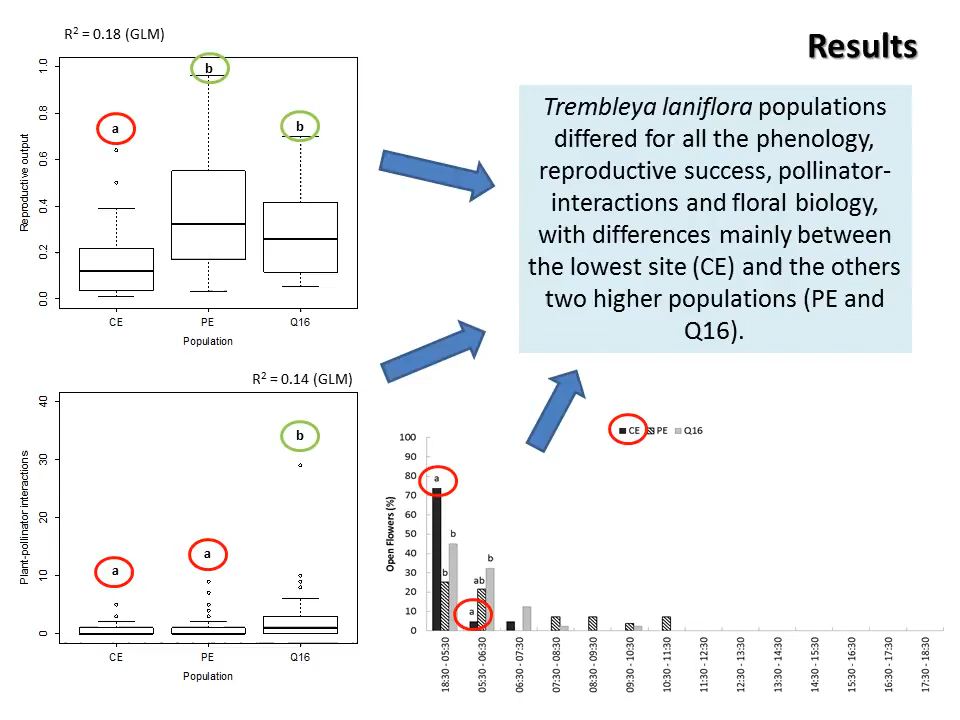 Results
R² = 0.18 (GLM)
Reproductive output
1.0
0.8
0.6
0.4
0.2
0.0
a
b
b
CE PE Q16
Population
Trembleya laniflora populations
differed for all the phenology,
reproductive success, pollinator-
interactions and floral biology,
with differences mainly between
the lowest site (CE) and the others
two higher populations (PE and
Q16).
R² = 0.14 (GLM)
Plant-pollinator interactions
40
30
20
10
0
a
a
b
CE PE Q16
Population
CE PE Q16
Open Flowers (%)
100
90
80
70
60
50
40
30
20
10
0
a
b
b
a
ab
b
18:30 - 05:30
05:30 - 06:30
06:30 - 07:30
07:30 - 08:30
08:30 - 09:30
09:30 - 10:30
10:30 - 11:30
11:30 - 12:30
12:30 - 13:30
13:30 - 14:30
14:30 - 15:30
15:30 - 16:30
16:30 - 17:30
17:30 - 18:30